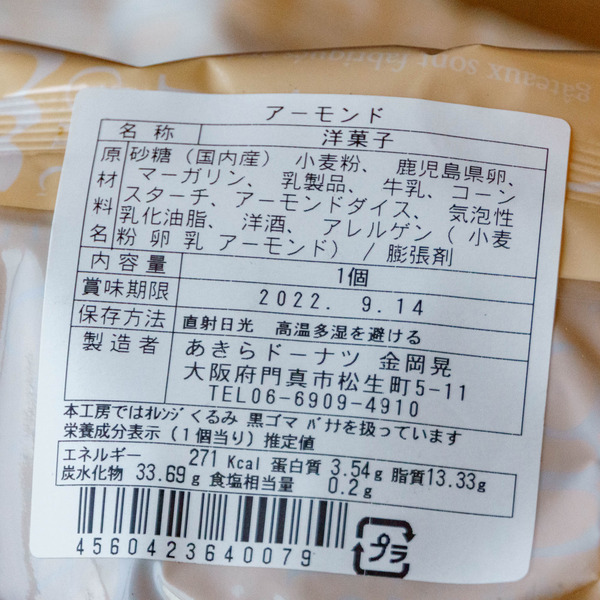 gâteaux sont fabriqu
アーモンド
名 称 洋菓子
原材料名 砂糖（国内産） 小麦粉、 鹿児島県卵、
マーガリン、 乳製品、 牛乳、コーン
スターチ、アーモンドダイス、 気泡性
乳化油脂、 洋酒、 アレルゲン（ 小麦
粉 卵 乳 アーモンド） / 膨張剤
内容量 1個
賞味期限 2022. 9.14
保存方法 直射日光 高温多湿を避ける
製造者 あきらドーナツ 金岡晃
大阪府門真市松生町5-11
TEL06-6909-4910
本工房ではｵﾚﾝｼﾞ くるみ 黒ゴマ ﾊﾞﾅﾅを扱っています
栄養成分表示（１個当り）推定値
エネルギー 271 Kcal 蛋白質 3.54g 脂質13.33g
炭水化物 33.69g 食塩相当量 0.2g
4560423640079
プラ